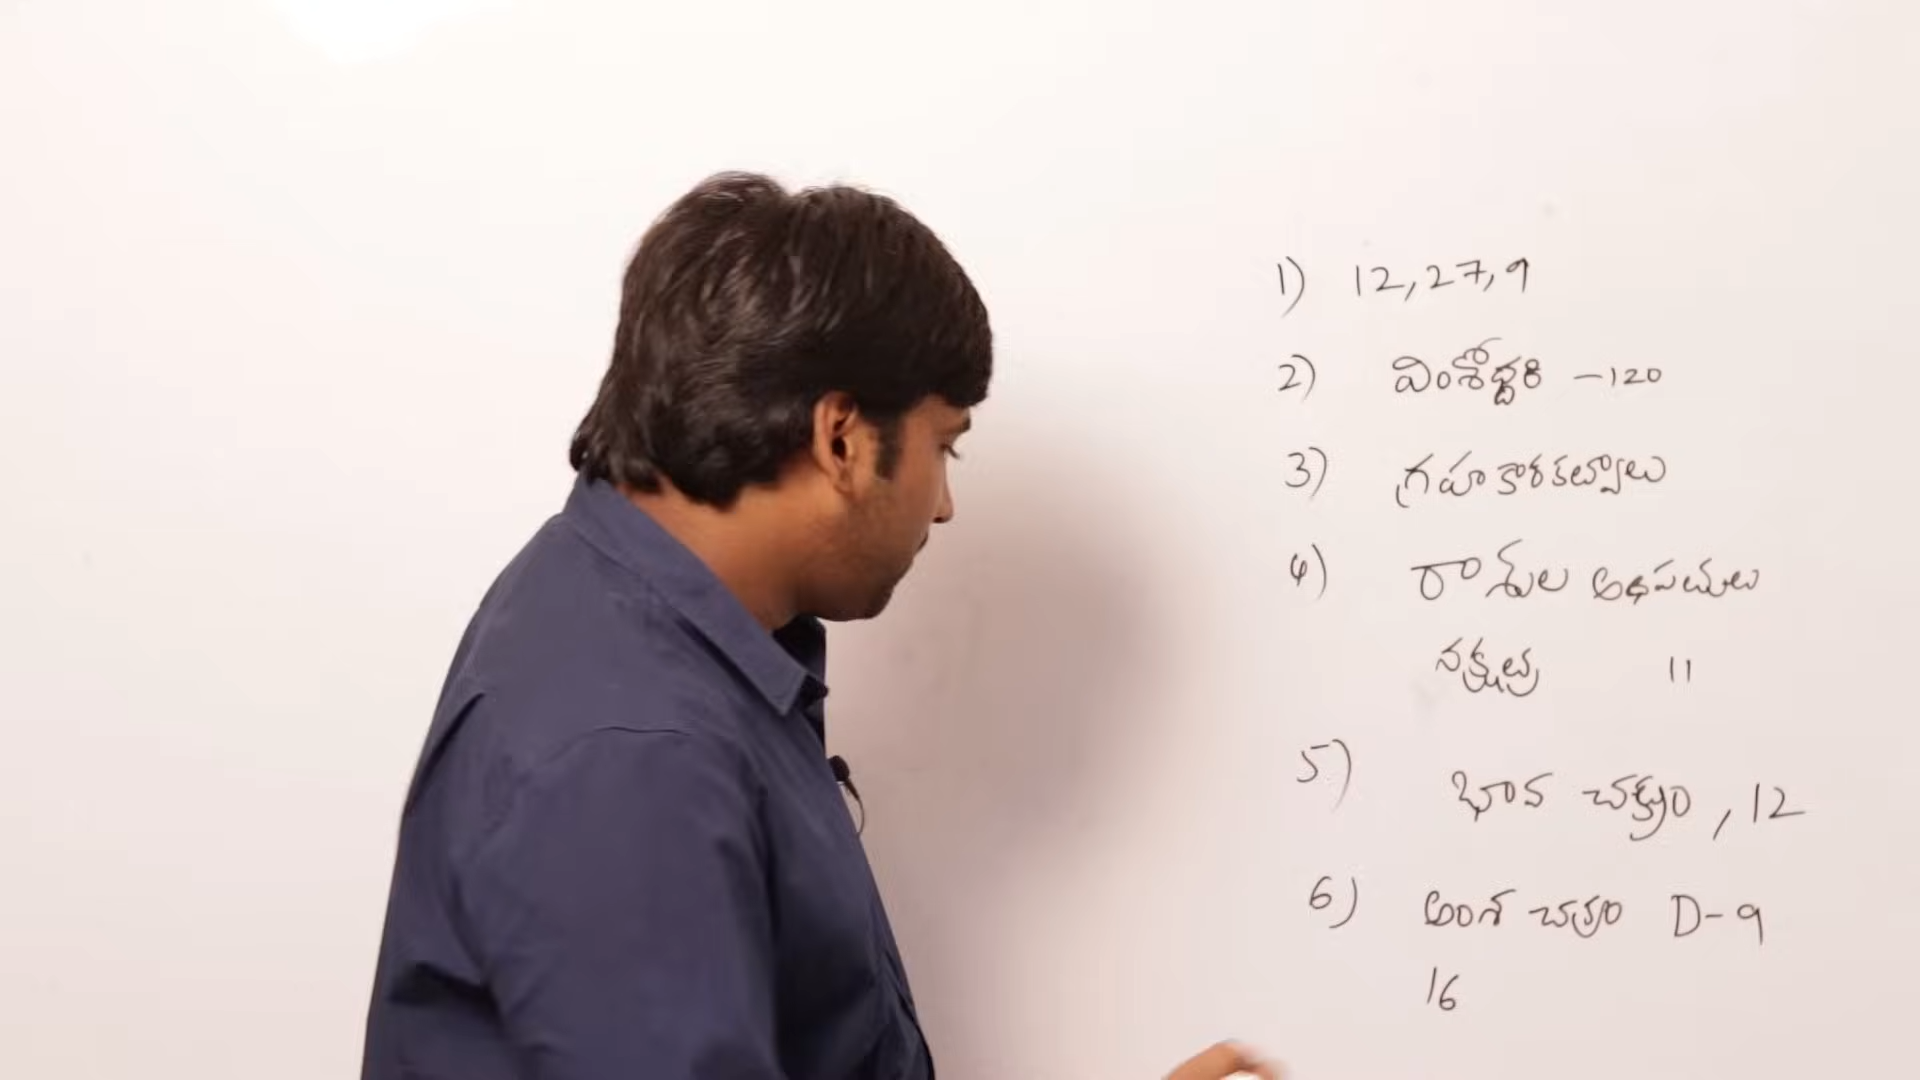 1) 12,27,9
2) వింశోద్దరి -120
3) గ్రహ కారకత్వాలు
4) రాశుల అధిపతులు
నక్షత్ర 11
5) భావ చక్రం , 12
6) అంశ చక్రం D-9
16